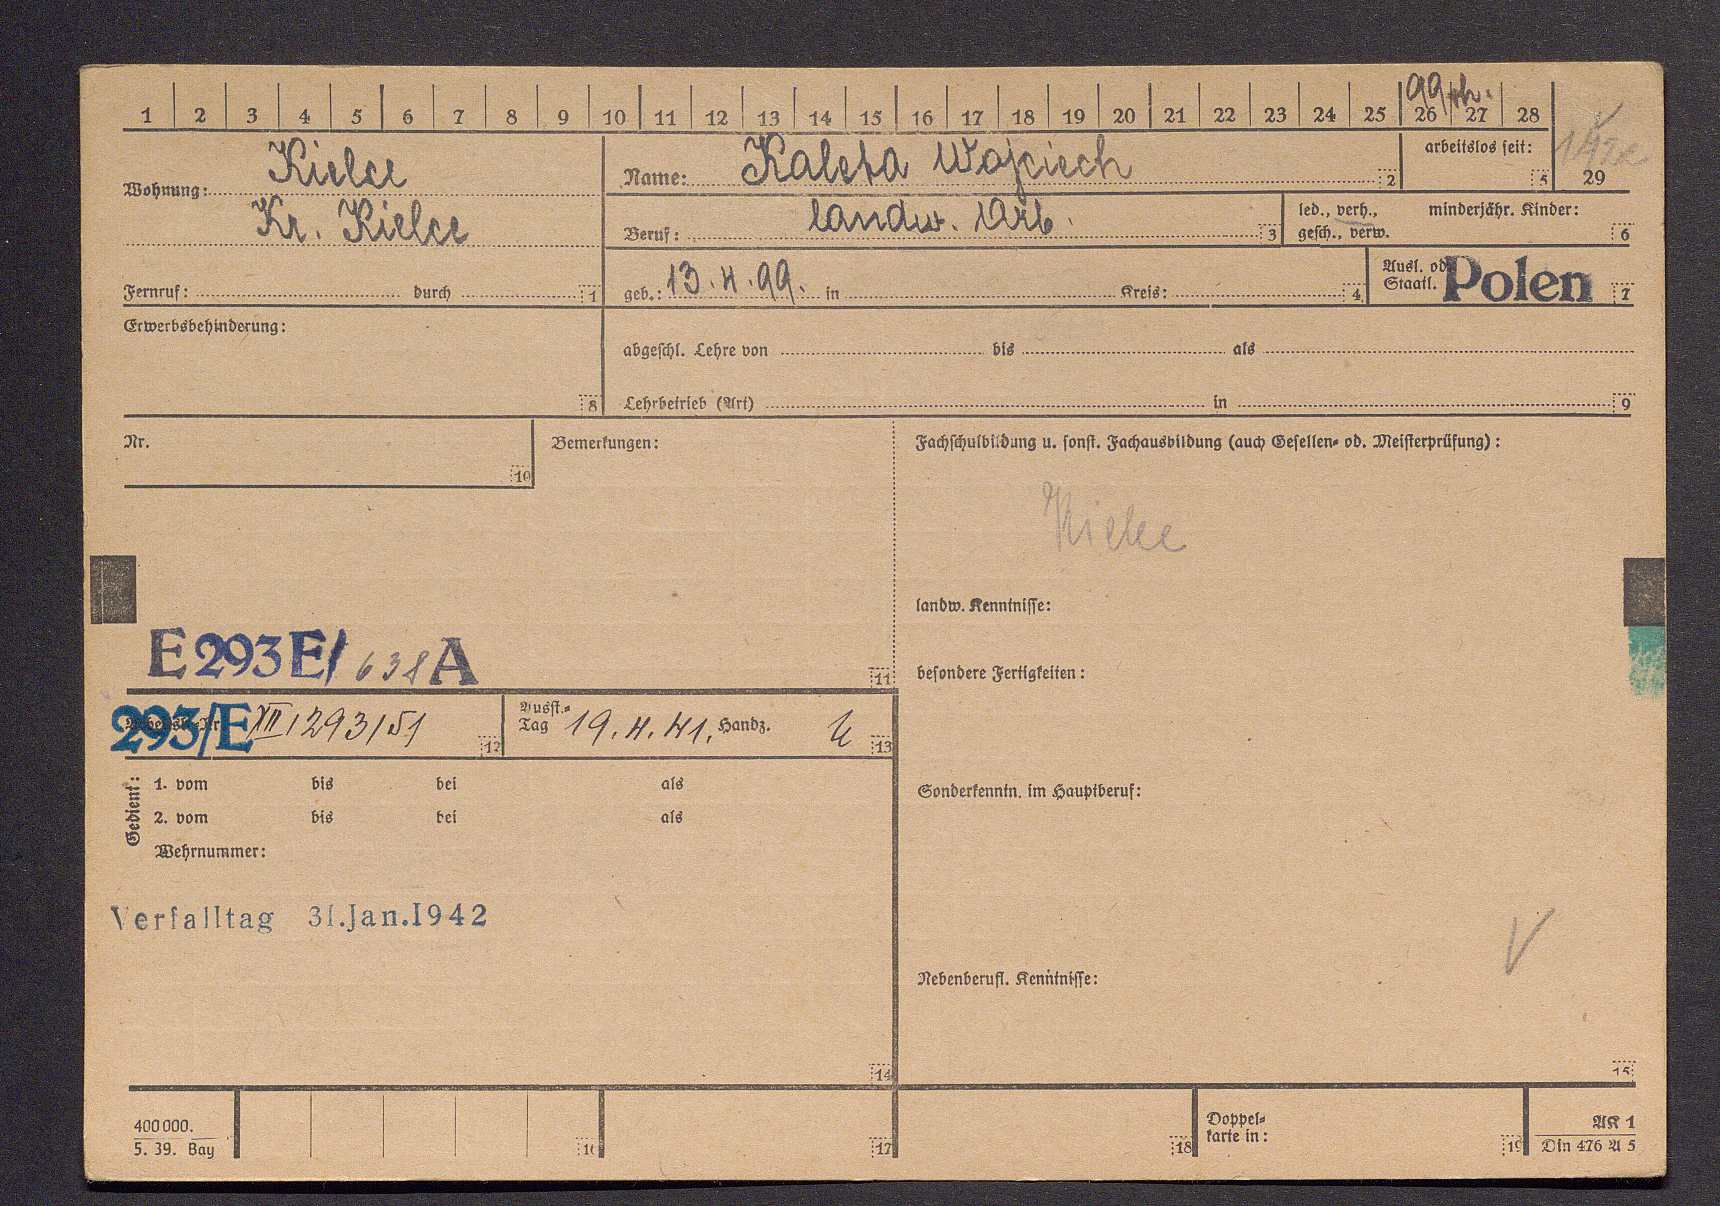 1 2 3 4 5 6 7 8 9 10 11 12 13 14 15 16 17 18 19 20 21 22 23 24 25 26 27 28
99
Wohnung: Kielce
Kr. Kielce
Fernruf: durch 1
Name: Kaleta Wojciech 2
arbeitslos seit: 5
29
Beruf: landw. Arb. 3
led., verh., gesch., verw.
minderjähr. Kinder: 6
geb.: 13.4.99. in Kreis: 4
Ausl. od.
Staatl. Polen 7
Erwerbsbehinderung: 8
abgeschl. Lehre von bis als
Lehrbetrieb (Art) in 9
Nr. 10
Bemerkungen:
Fachschulbildung u. sonst. Fachausbildung (auch Gesellen- od. Meisterprüfung):
Kielce
landw. Kenntnisse:
besondere Fertigkeiten:
E 293 E/ 638 A
11
293/E XII/293/51 12
Ausst.-
Tag 19.4.41. Handz. 13
Gedient:
1. vom bis bei als
2. vom bis bei als
Wehrnummer:
Sonderkenntn. im Hauptberuf:
Verfalltag 31.Jan.1942
Nebenberufl. Kenntnisse:
14
15
400000.
5. 39. Bay
16
17
18
Doppel-
karte in: 19
AK 1
Din 476 A 5